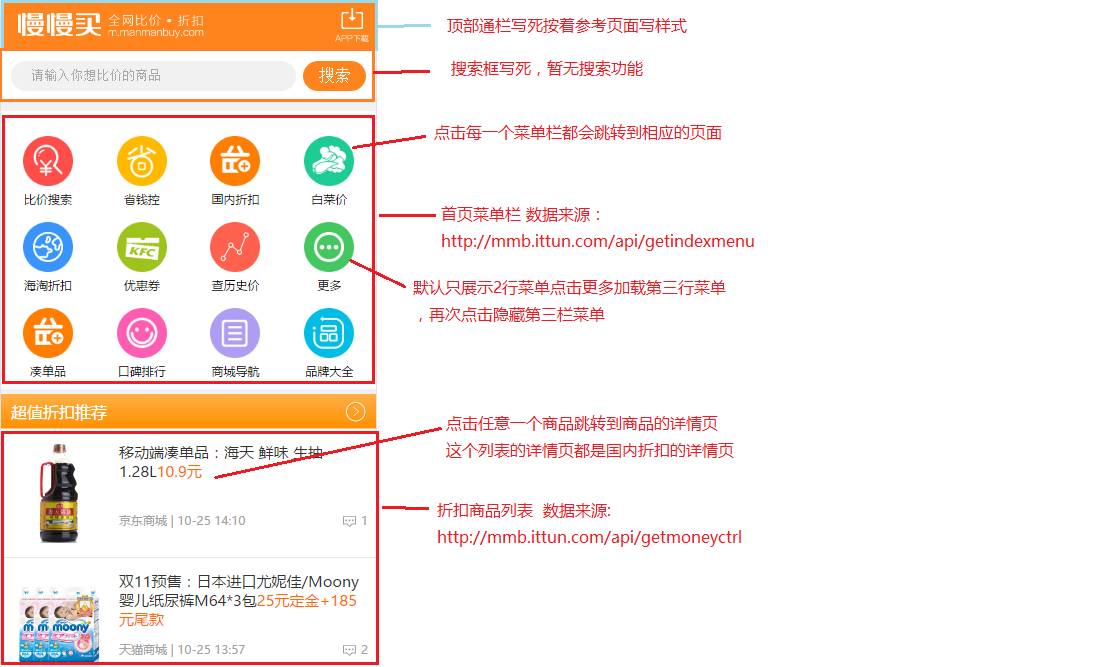 慢慢买 全网比价 • 折扣
m.manmanbuy.com
APP下载
顶部通栏写死按着参考页面写样式
请输入你想比价的商品
搜索
搜索框写死，暂无搜索功能
点击每一个菜单栏都会跳转到相应的页面
省
比价搜索 省钱控 国内折扣 白菜价
首页菜单栏 数据来源：
http://mmb.ittun.com/api/getindexmenu
KFC
海淘折扣 优惠券 查历史价 更多
默认只展示2行菜单点击更多加载第三行菜单
，再次点击隐藏第三栏菜单
品
凑单品 口碑排行 商城导航 品牌大全
超值折扣推荐
点击任意一个商品跳转到商品的详情页
这个列表的详情页都是国内折扣的详情页
移动端凑单品：海天 鲜味 生抽
1.28L10.9元
京东商城 | 10-25 14:10
1
折扣商品列表 数据来源:
http://mmb.ittun.com/api/getmoneyctrl
双11预售：日本进口尤妮佳/Moony
婴儿纸尿裤M64*3包25元定金+185
元尾款
moony
天猫商城 | 10-25 13:57
2